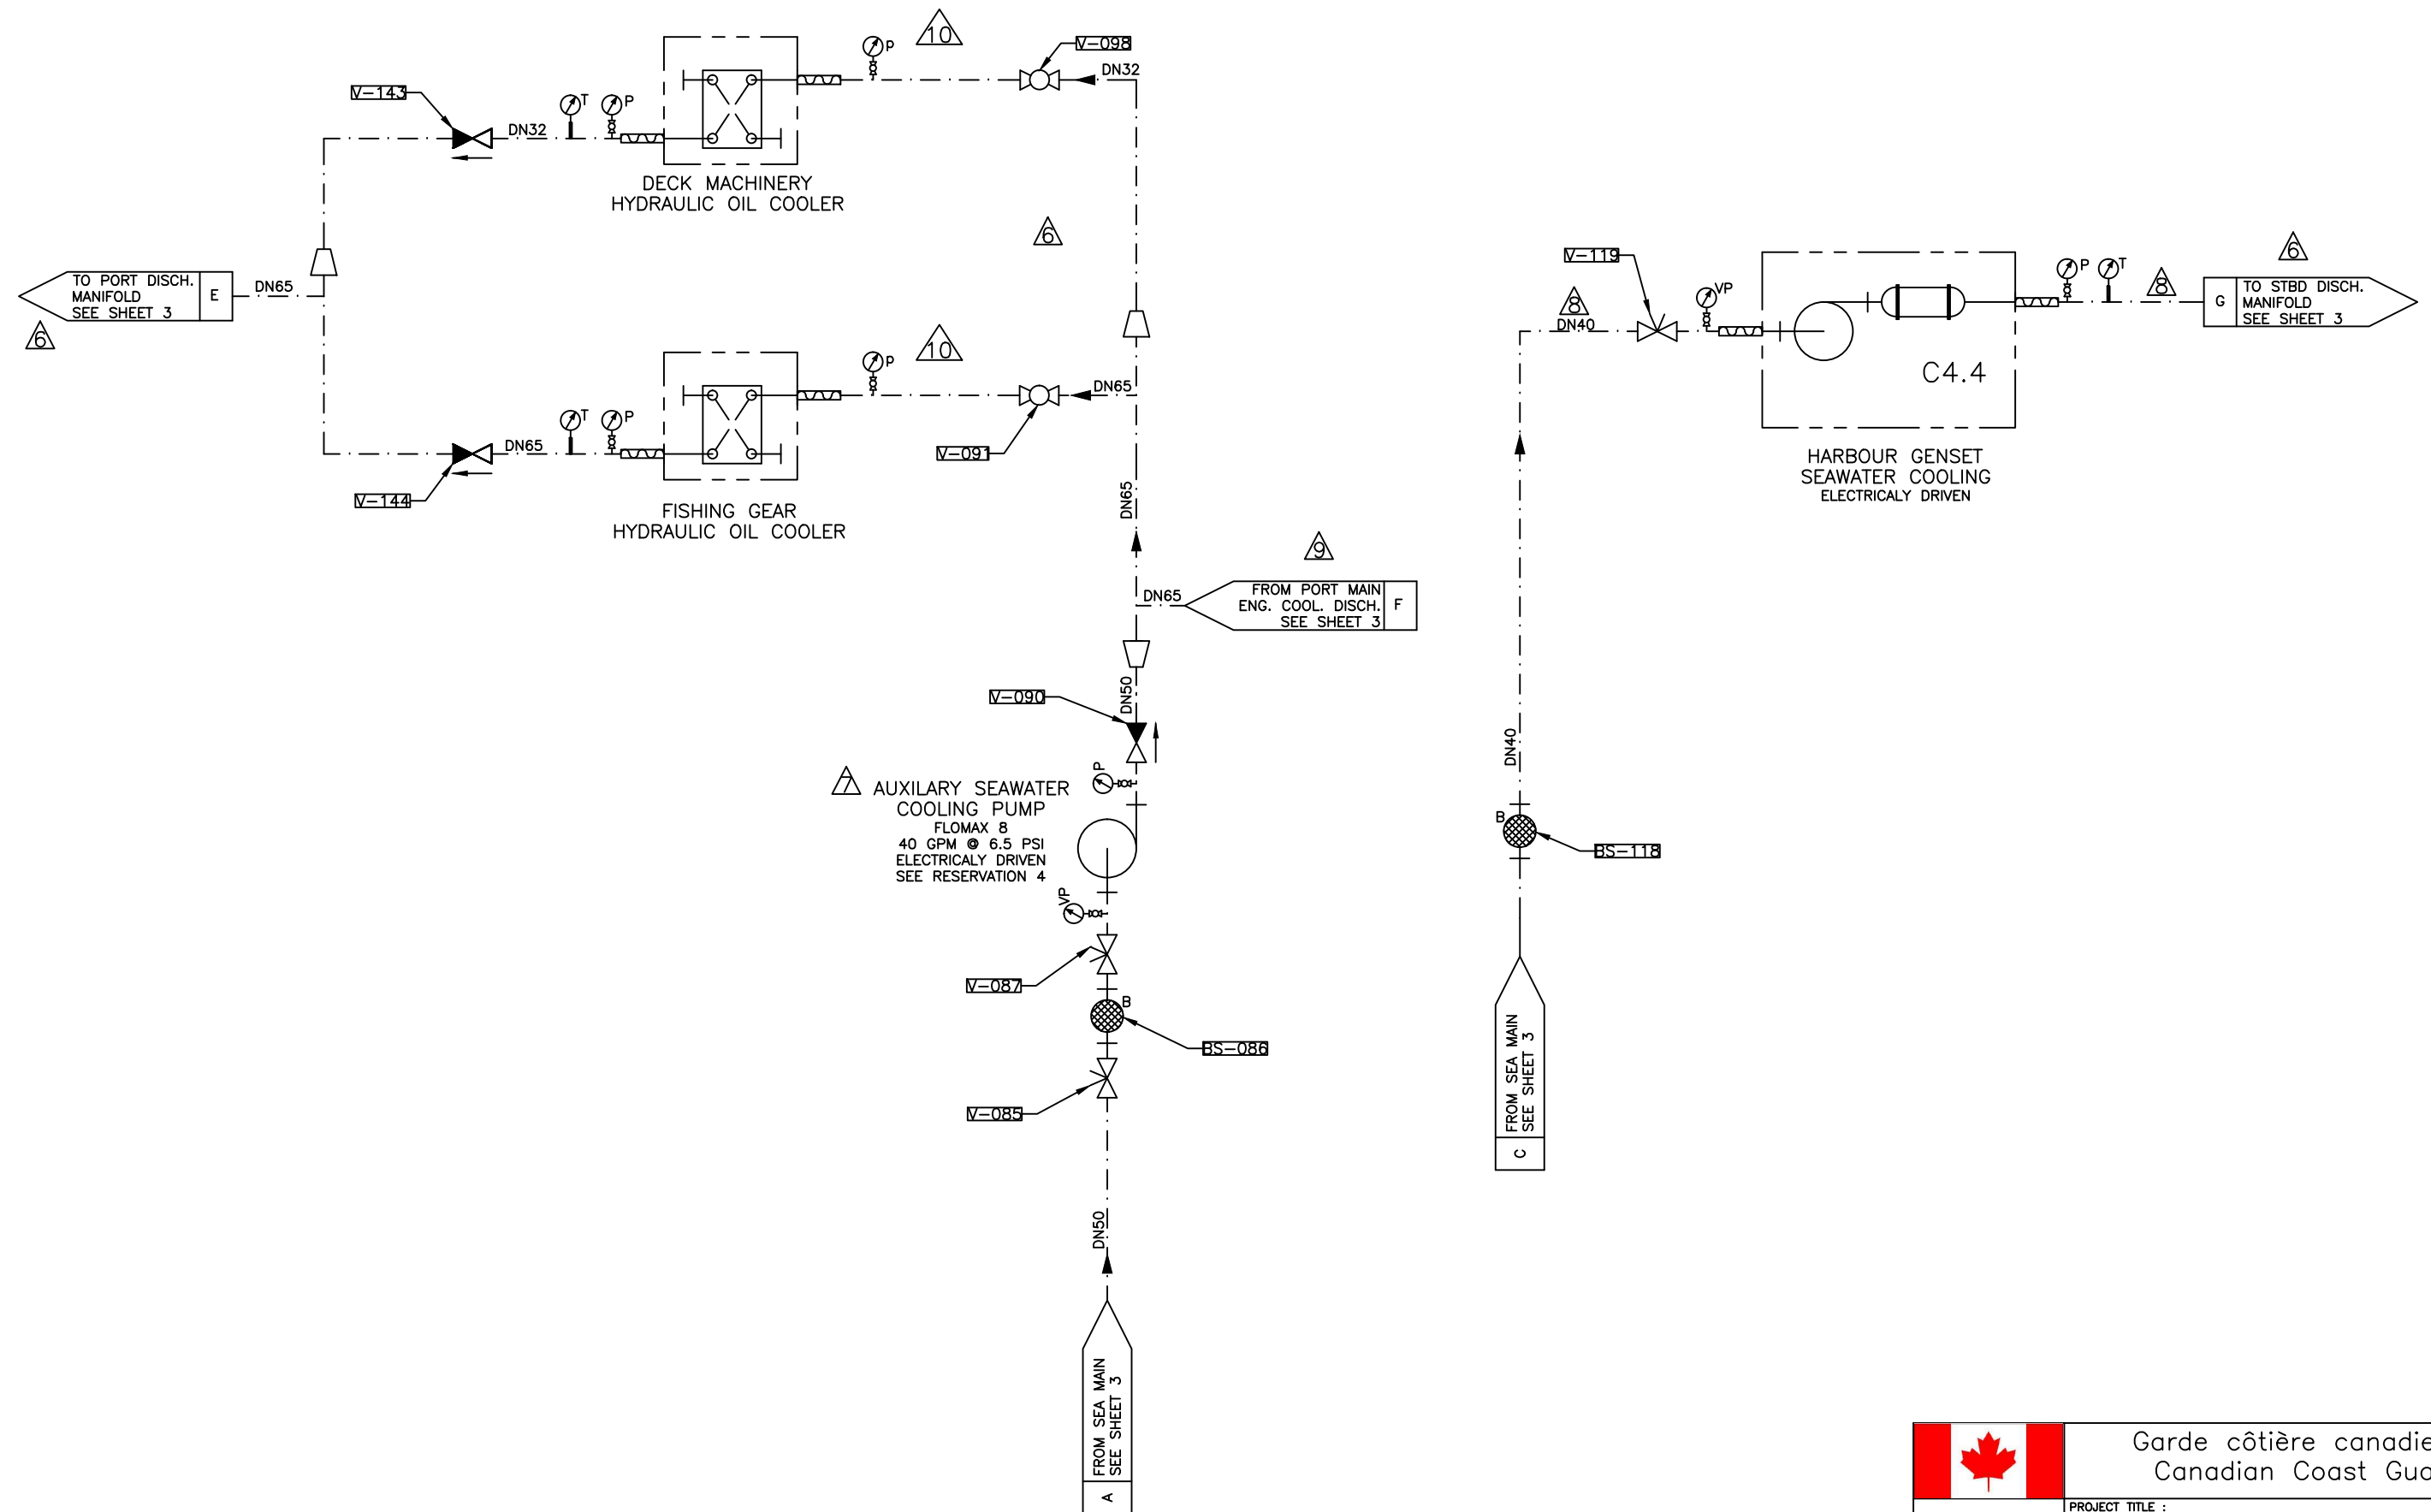 10
V-098
P
DN32
V-143
T
P
DN32
DECK MACHINERY
HYDRAULIC OIL COOLER
6
TO PORT DISCH.
MANIFOLD
SEE SHEET 3
E
DN65
6
10
P
DN65
V-091
T
P
DN65
V-144
FISHING GEAR
HYDRAULIC OIL COOLER
DN65
9
DN65
FROM PORT MAIN
ENG. COOL. DISCH.
SEE SHEET 3
F
V-090
DN50
P
7
AUXILARY SEAWATER
COOLING PUMP
FLOMAX 8
40 GPM @ 6.5 PSI
ELECTRICALY DRIVEN
SEE RESERVATION 4
VP
V-087
B
BS-086
V-085
DN50
FROM SEA MAIN
SEE SHEET 3
A
V-119
8
DN40
VP
C4.4
HARBOUR GENSET
SEAWATER COOLING
ELECTRICALY DRIVEN
P
T
8
6
G
TO STBD DISCH.
MANIFOLD
SEE SHEET 3
DN40
B
BS-118
FROM SEA MAIN
SEE SHEET 3
C
Garde côtière canadie
Canadian Coast Gua
PROJECT TITLE :